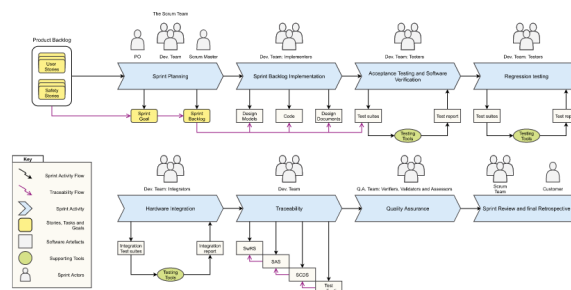 The Scrum Team
Product Backlog
User
Stories
Safety
Stories
PO
Dev. Team
Scrum Master
Dev. Team: Implementers
Dev. Team: Testers
Dev. Team: Testers
Sprint Planning
Sprint Backlog Implementation
Acceptance Testing and Software
Verification
Regression testing
Sprint
Goal
Sprint
Backlog
Design
Models
Code
Design
Documents
Test suites
Test report
Testing
Tools
Test suites
Test rep
Testing
Tools
Key
Sprint Activity Flow
Traceability Flow
Sprint Activity
Stories, Tasks and
Goals
Software Artefacts
Supporting Tools
Sprint Actors
Dev. Team: Integrators
Dev. Team
Q.A. Team: Verifiers, Validators and Assessors
Scrum
Team
Customer
Hardware Integration
Traceability
Quality Assurance
Sprint Review and final Retrospective
Integration
Test suites
Integration
report
Testing
Tools
SwRS
SAS
SCDS
Test